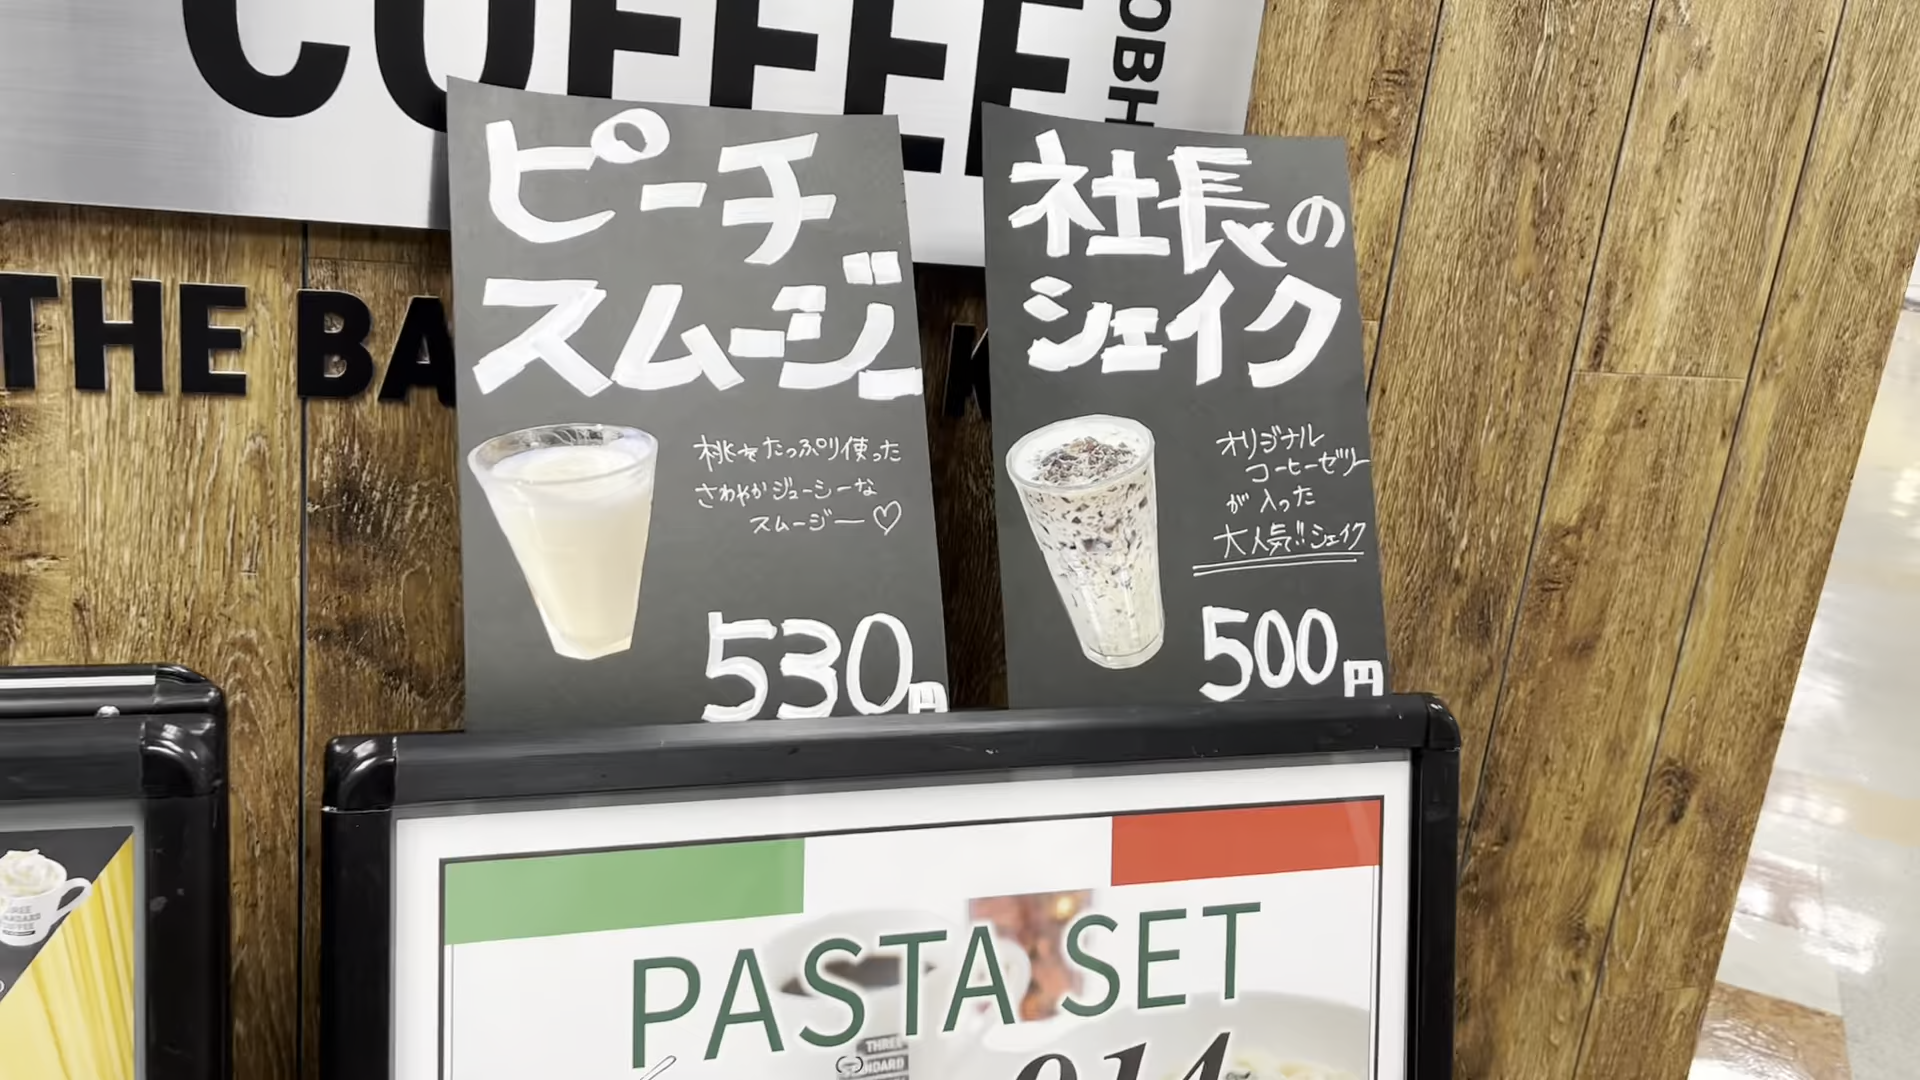 COFFEE
THE BA
ピーチ
スムージー
桃をたっぷり使った
さわやかジューシーな
スムージー♡
530円
社長の
シェイク
オリジナル
コーヒーゼリー
が入った
大人気!!シェイク
500円
PASTA SET
THREE